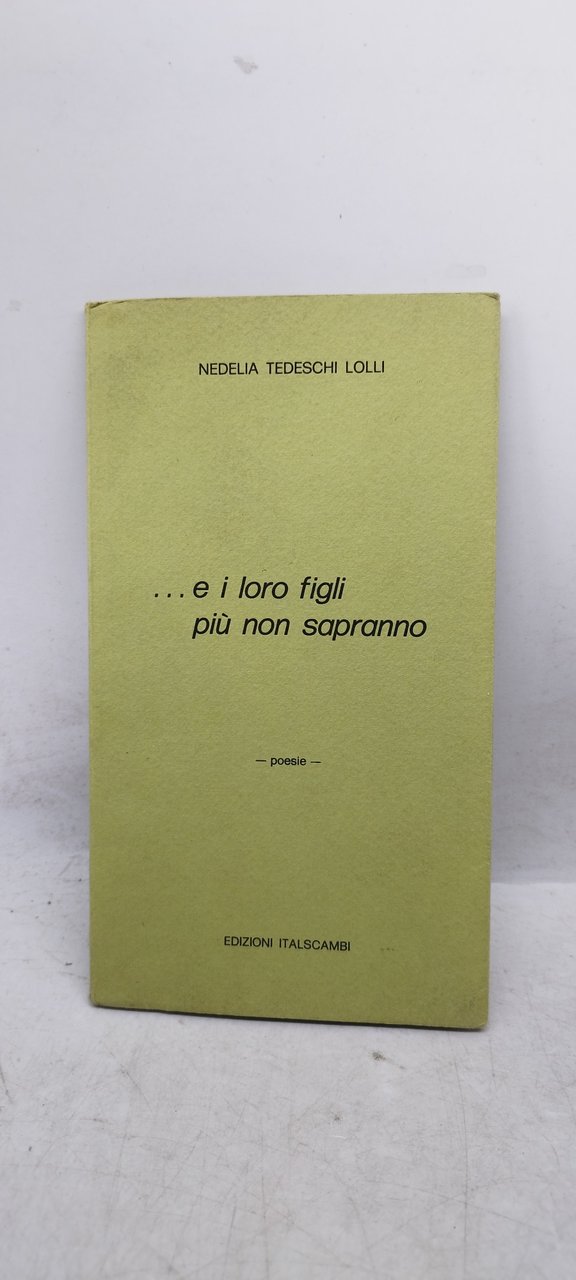 NEDELIA TEDESCHI LOLLI
...e i loro figli
più non sapranno
— poesie —
EDIZIONI ITALSCAMBI